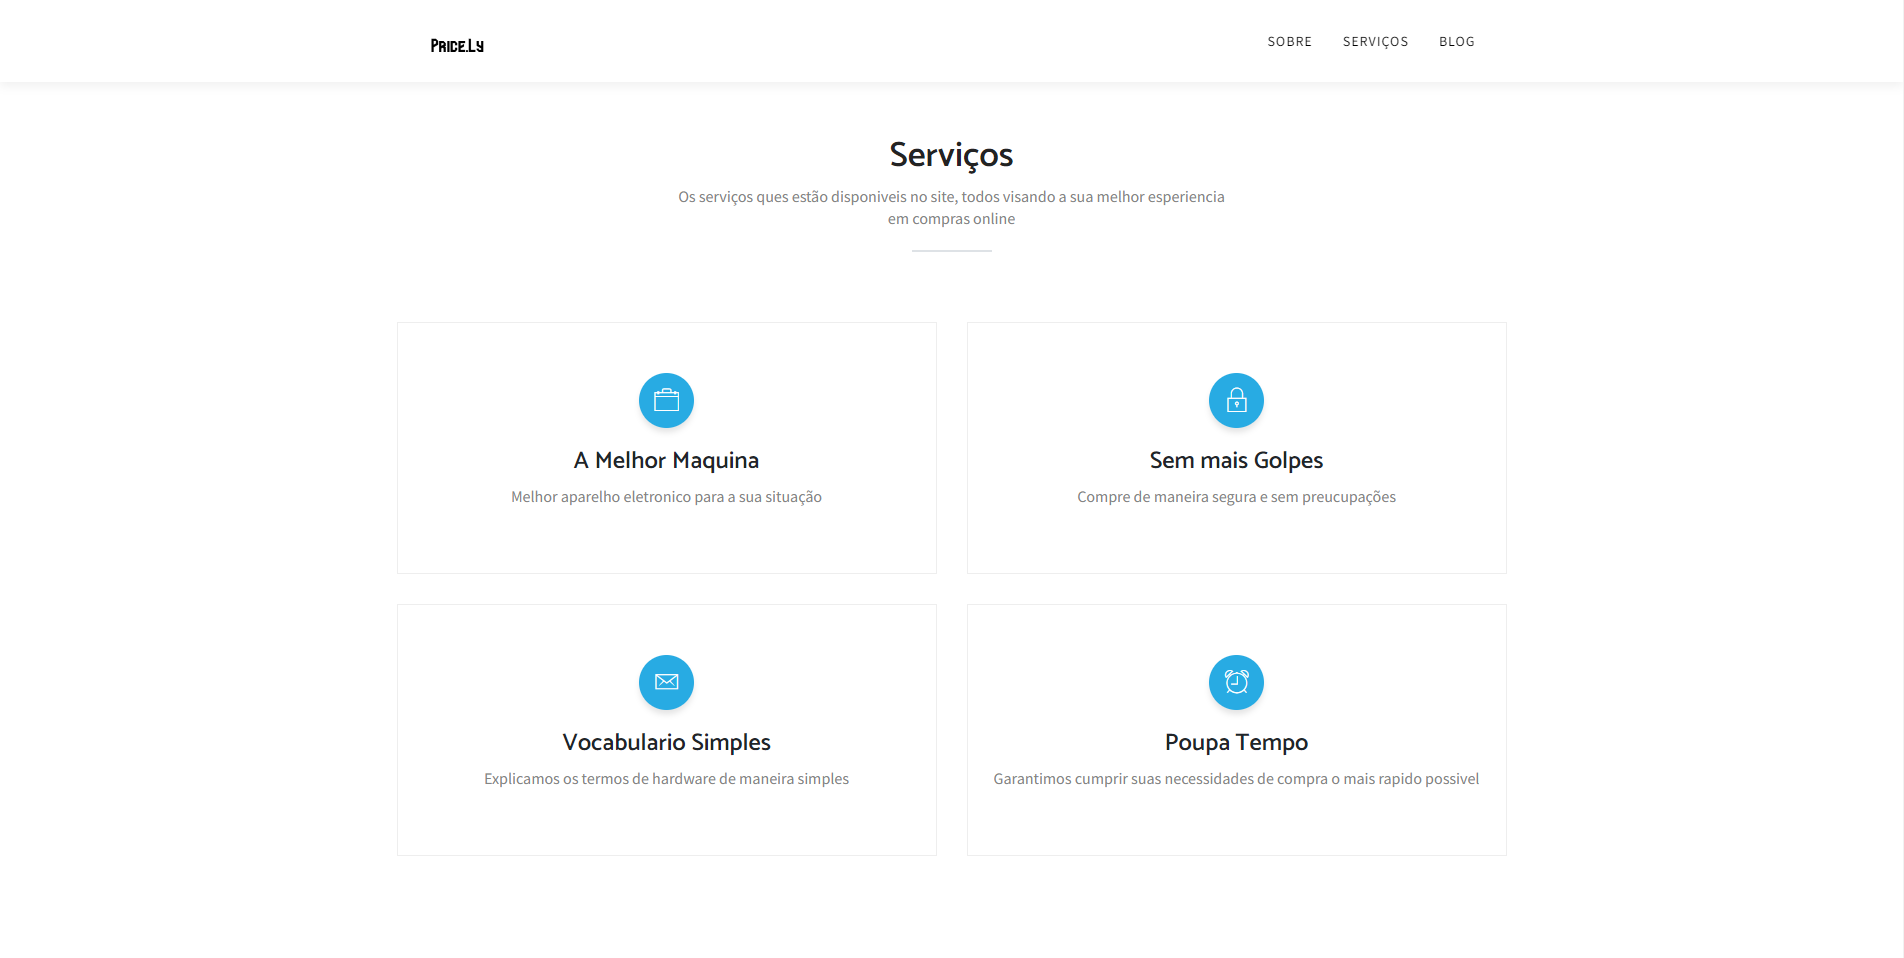 Price.Ly
SOBRE SERVIÇOS BLOG
Serviços
Os serviços ques estão disponiveis no site, todos visando a sua melhor esperiencia
em compras online
A Melhor Maquina
Melhor aparelho eletronico para a sua situação
Sem mais Golpes
Compre de maneira segura e sem preucupações
Vocabulario Simples
Explicamos os termos de hardware de maneira simples
Poupa Tempo
Garantimos cumprir suas necessidades de compra o mais rapido possivel